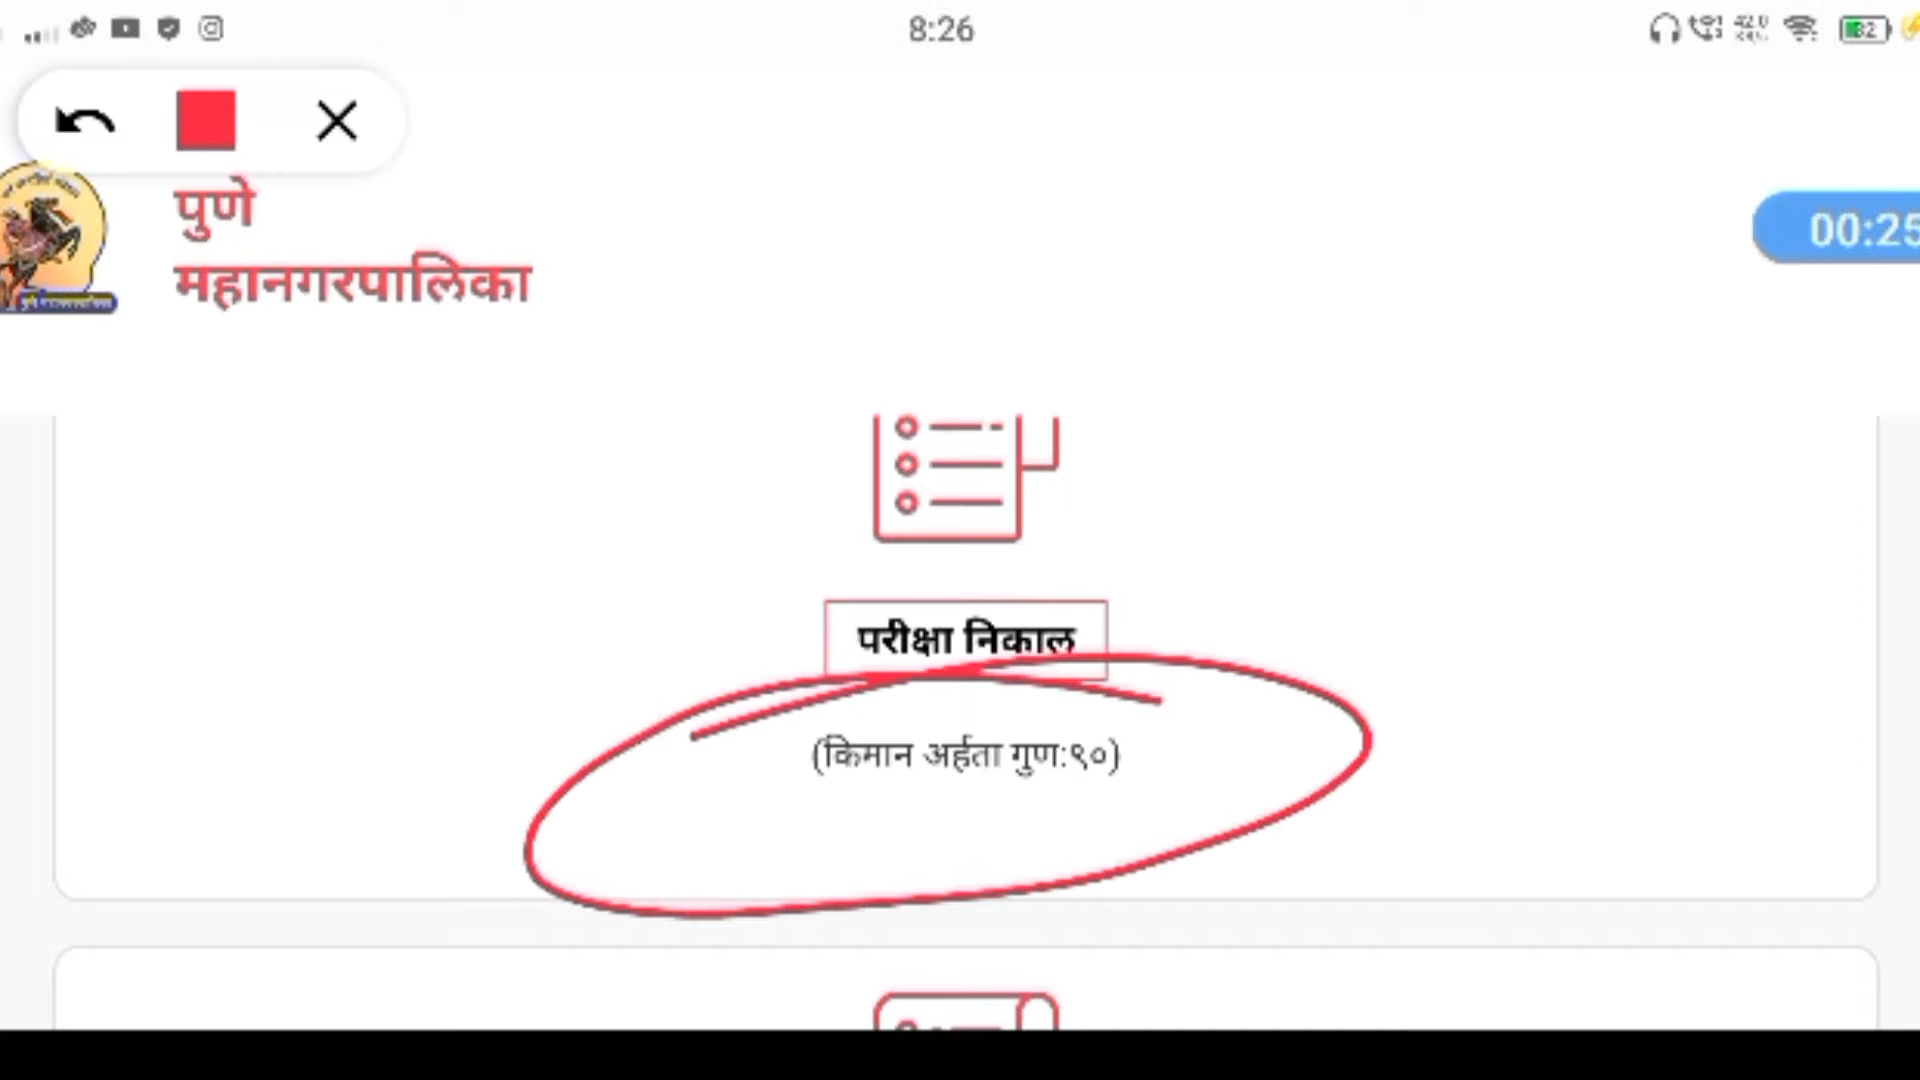 8:26
पुणे
महानगरपालिका
00:25
परीक्षा निकाल
(किमान अर्हता गुण:९०)